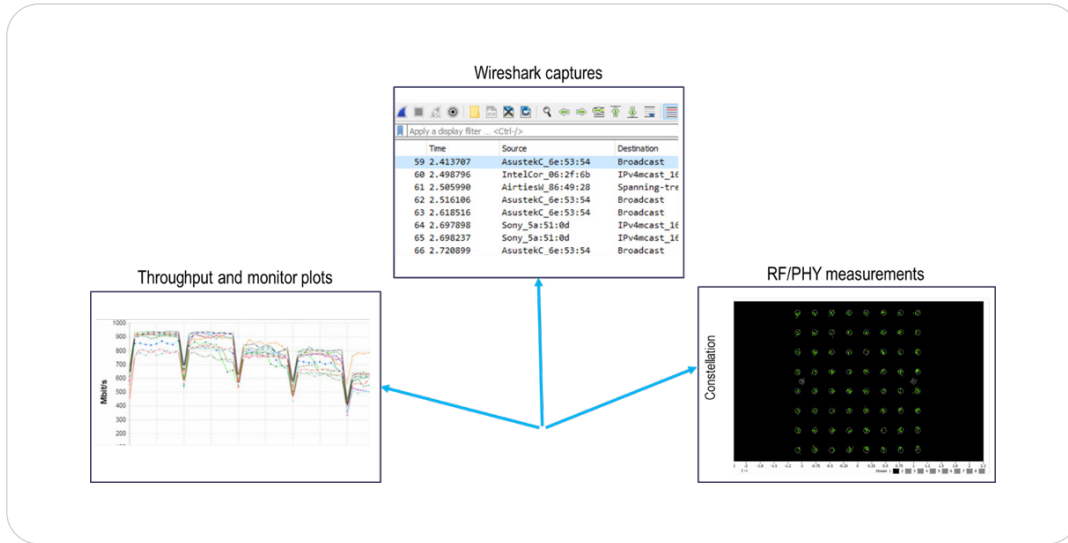 Wireshark captures
Apply a display filter ... <Ctrl-/>
Time Source Destination
59 2.413707 AsustekC_6e:53:54 Broadcast
60 2.498796 IntelCor_06:2f:6b IPv4mcast_16
61 2.505990 AirtiesW_86:49:28 Spanning-tre
62 2.516106 AsustekC_6e:53:54 Broadcast
63 2.618516 AsustekC_6e:53:54 Broadcast
64 2.697898 Sony_5a:51:0d IPv4mcast_16
65 2.698237 Sony_5a:51:0d IPv4mcast_16
66 2.720899 AsustekC_6e:53:54 Broadcast
Throughput and monitor plots
Mbit/s
1000
900
800
700
600
500
400
300
200
100
RF/PHY measurements
Constellation